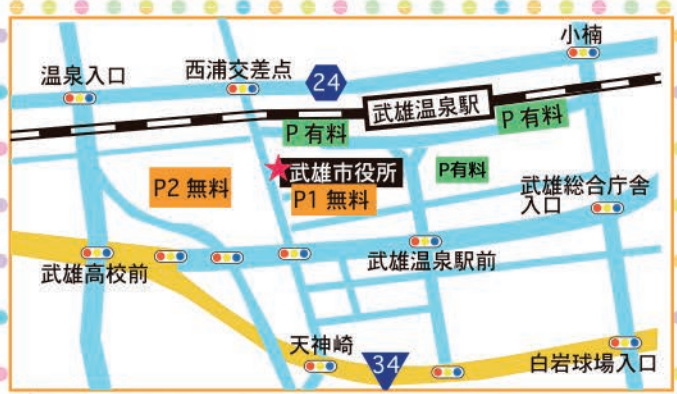 小楠
温泉入口
西浦交差点
24
武雄温泉駅
P 有料
P 有料
武雄市役所
P有料
P2 無料
P1 無料
武雄総合庁舎
入口
武雄高校前
武雄温泉駅前
天神崎
34
白岩球場入口